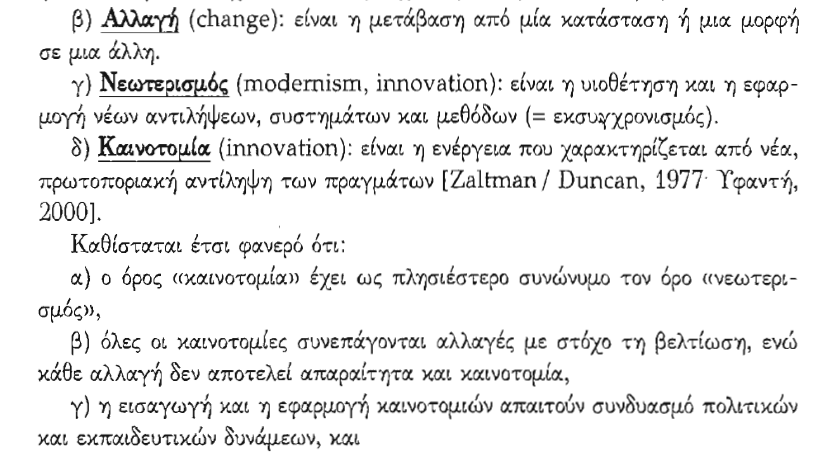 β) Αλλαγή (change): είναι η μετάβαση από μία κατάσταση ή μια μορφή
σε μια άλλη.
γ) Νεωτερισμός (modernism, innovation): είναι η υιοθέτηση και η εφαρ-
μογή νέων αντιλήψεων, συστημάτων και μεθόδων (= εκσυγχρονισμός).
δ) Καινοτομία (innovation): είναι η ενέργεια που χαρακτηρίζεται από νέα,
πρωτοποριακή αντίληψη των πραγμάτων [Zaltman / Duncan, 1977· Υφαντή,
2000].
Καθίσταται έτσι φανερό ότι:
α) ο όρος «καινοτομία» έχει ως πλησιέστερο συνώνυμο τον όρο «νεωτερι-
σμός»,
β) όλες οι καινοτομίες συνεπάγονται αλλαγές με στόχο τη βελτίωση, ενώ
κάθε αλλαγή δεν αποτελεί απαραίτητα και καινοτομία,
γ) η εισαγωγή και η εφαρμογή καινοτομιών απαιτούν συνδυασμό πολιτικών
και εκπαιδευτικών δυνάμεων, και